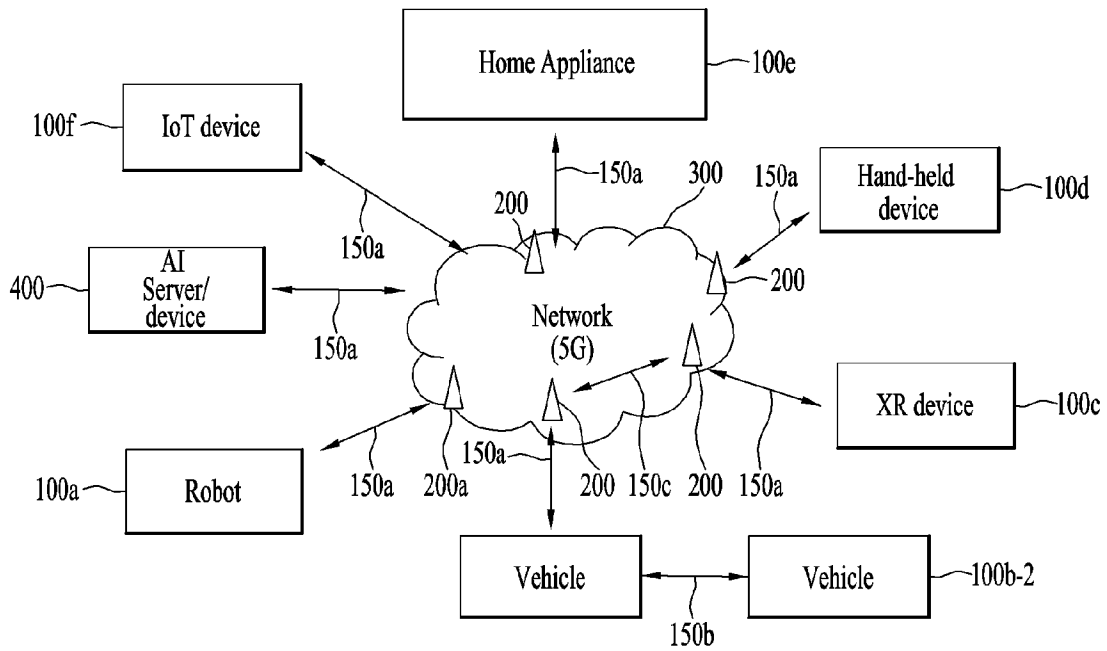 Home Appliance
100e
100f
IoT device
150a
300
150a
Hand-held
device
100d
200
150a
400
AI
Server/
device
150a
200
Network
(5G)
XR device
100c
150a
200a
150a
200
150c
200
150a
100a
Robot
Vehicle
Vehicle
100b-2
150b